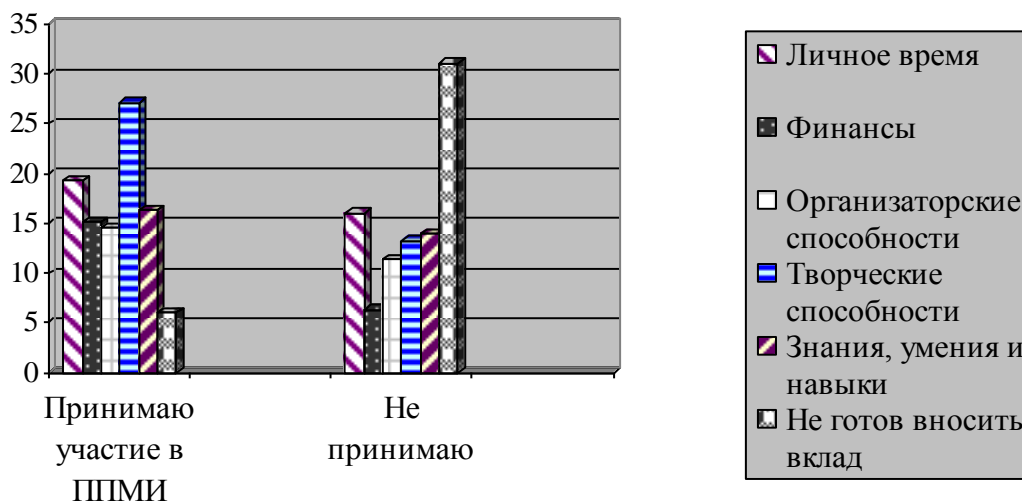 35
30
25
20
15
10
5
0
Принимаю
участие в
ППМИ
Не
принимаю
Личное время
Финансы
Организаторские
способности
Творческие
способности
Знания, умения и
навыки
Не готов вносить
вклад